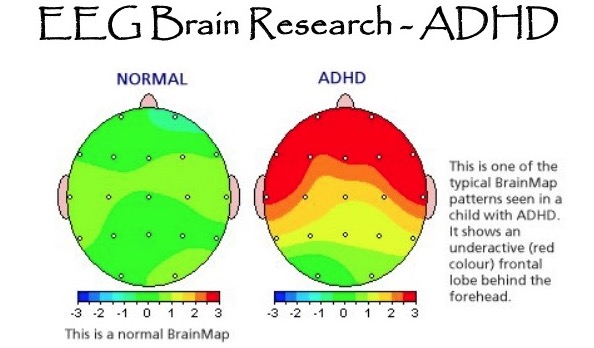 EEG Brain Research - ADHD
NORMAL
ADHD
-3 -2 -1 0 1 2 3
This is a normal BrainMap
-3 -2 -1 0 1 2 3
This is one of the
typical BrainMap
patterns seen in a
child with ADHD.
It shows an
underactive (red
colour) frontal
lobe behind the
forehead.